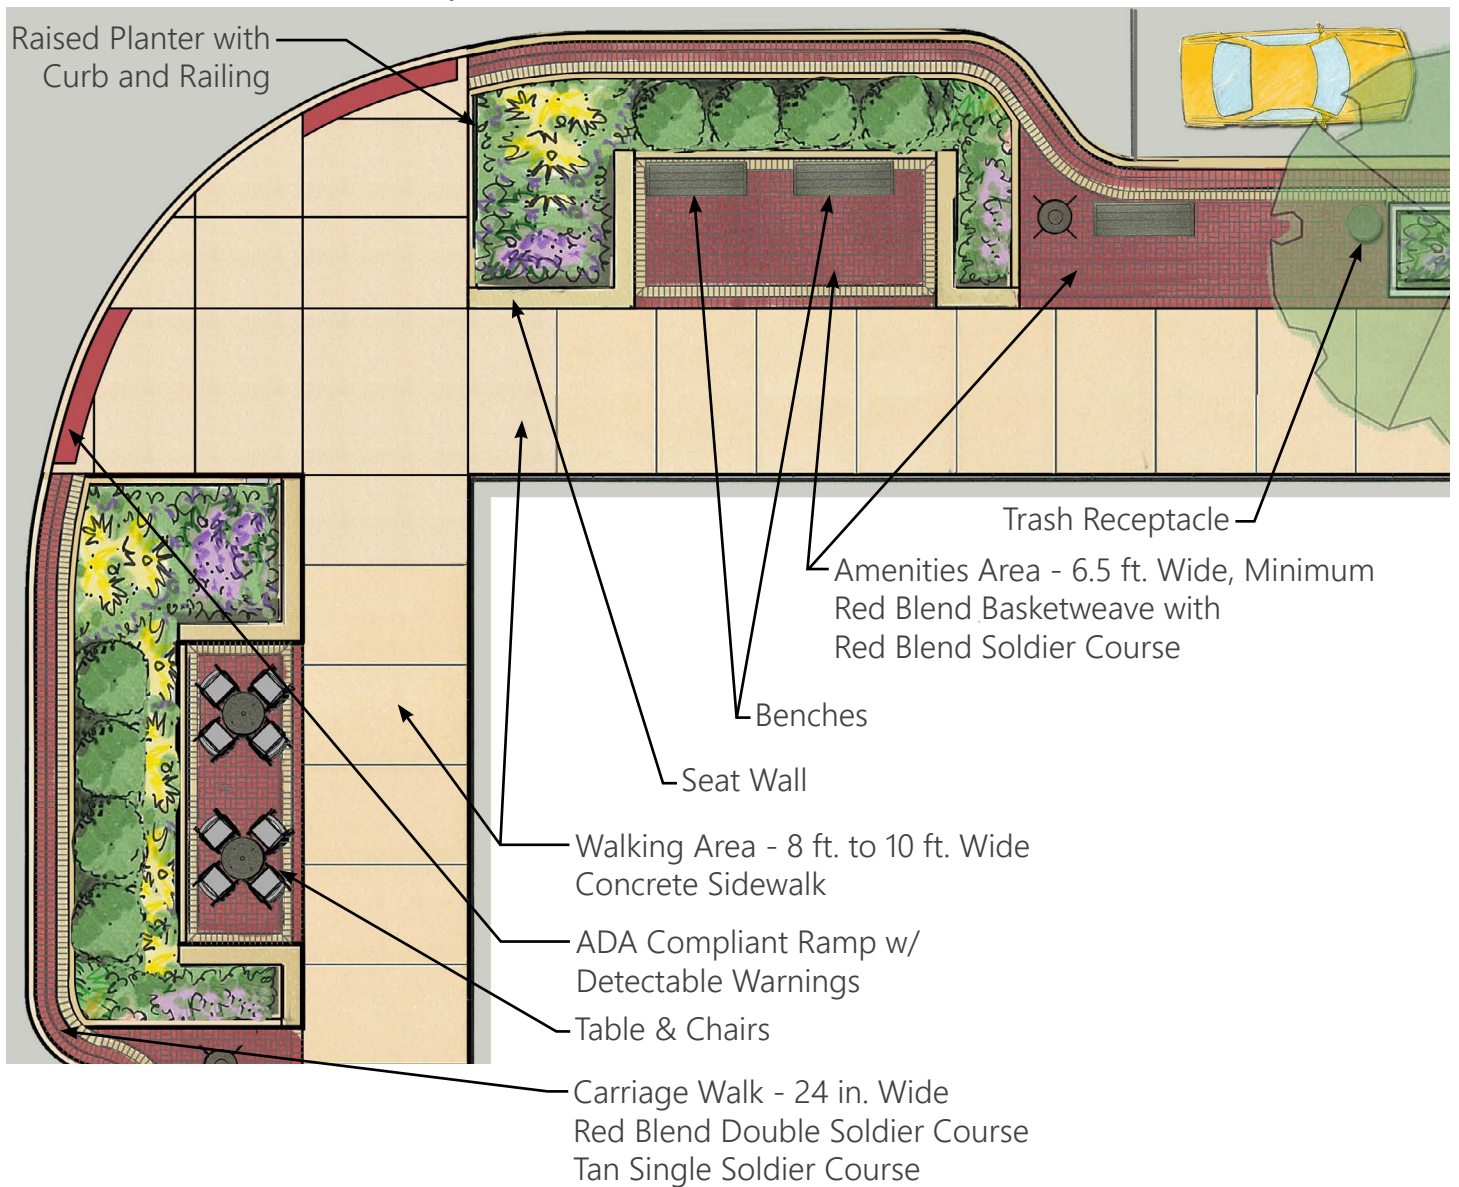 Raised Planter with
Curb and Railing
Trash Receptacle
Amenities Area - 6.5 ft. Wide, Minimum
Red Blend Basketweave with
Red Blend Soldier Course
Benches
Seat Wall
Walking Area - 8 ft. to 10 ft. Wide
Concrete Sidewalk
ADA Compliant Ramp w/
Detectable Warnings
Table & Chairs
Carriage Walk - 24 in. Wide
Red Blend Double Soldier Course
Tan Single Soldier Course